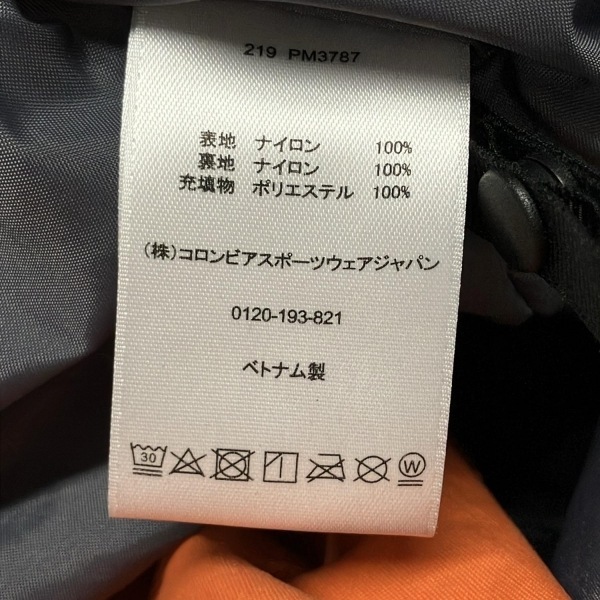 219 PM3787
表地 ナイロン 100%
裏地 ナイロン 100%
充填物 ポリエステル 100%
(株)コロンビアスポーツウェアジャパン
0120-193-821
ベトナム製
30 W